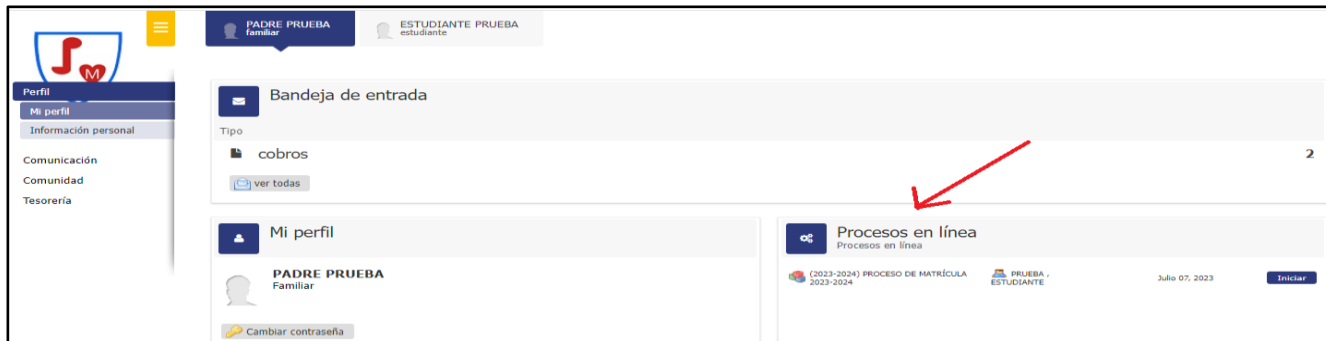 PADRE PRUEBA
familiar
ESTUDIANTE PRUEBA
estudiante
M
Perfil
Mi perfil
Información personal
Comunicación
Comunidad
Tesorería
Bandeja de entrada
Tipo
cobros 2
ver todas
Mi perfil
PADRE PRUEBA
Familiar
Cambiar contraseña
Procesos en línea
Procesos en línea
(2023-2024) PROCESO DE MATRÍCULA
2023-2024
PRUEBA ,
ESTUDIANTE
Julio 07, 2023
Iniciar